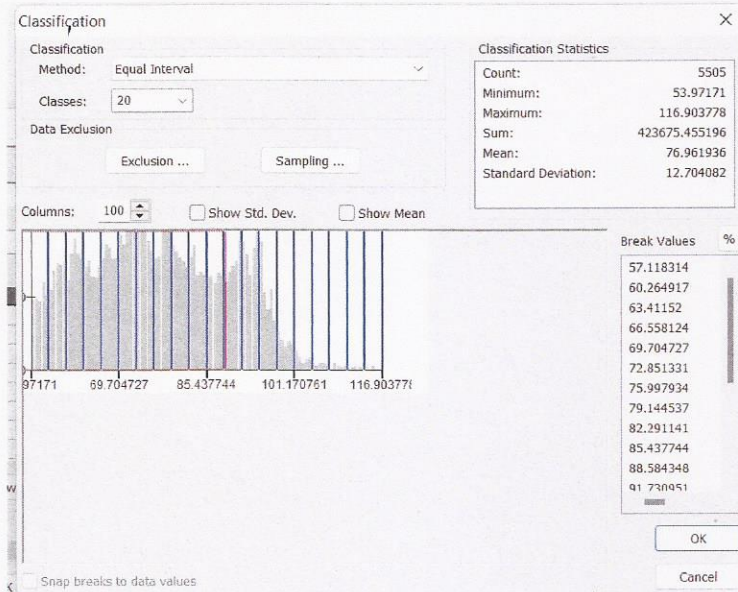 Classification
Classification
Method: Equal Interval
Classes: 20
Data Exclusion
Exclusion ...
Sampling ...
Classification Statistics
Count: 5505
Minimum: 53.97171
Maximum: 116.903778
Sum: 423675.455196
Mean: 76.961936
Standard Deviation: 12.704082
Columns: 100
Show Std. Dev.
Show Mean
Break Values %
57.118314
60.264917
63.41152
66.558124
69.704727
72.851331
75.997934
79.144537
82.291141
85.437744
88.584348
91.730951
97171 69.704727 85.437744 101.170761 116.903778
OK
Snap breaks to data values
Cancel